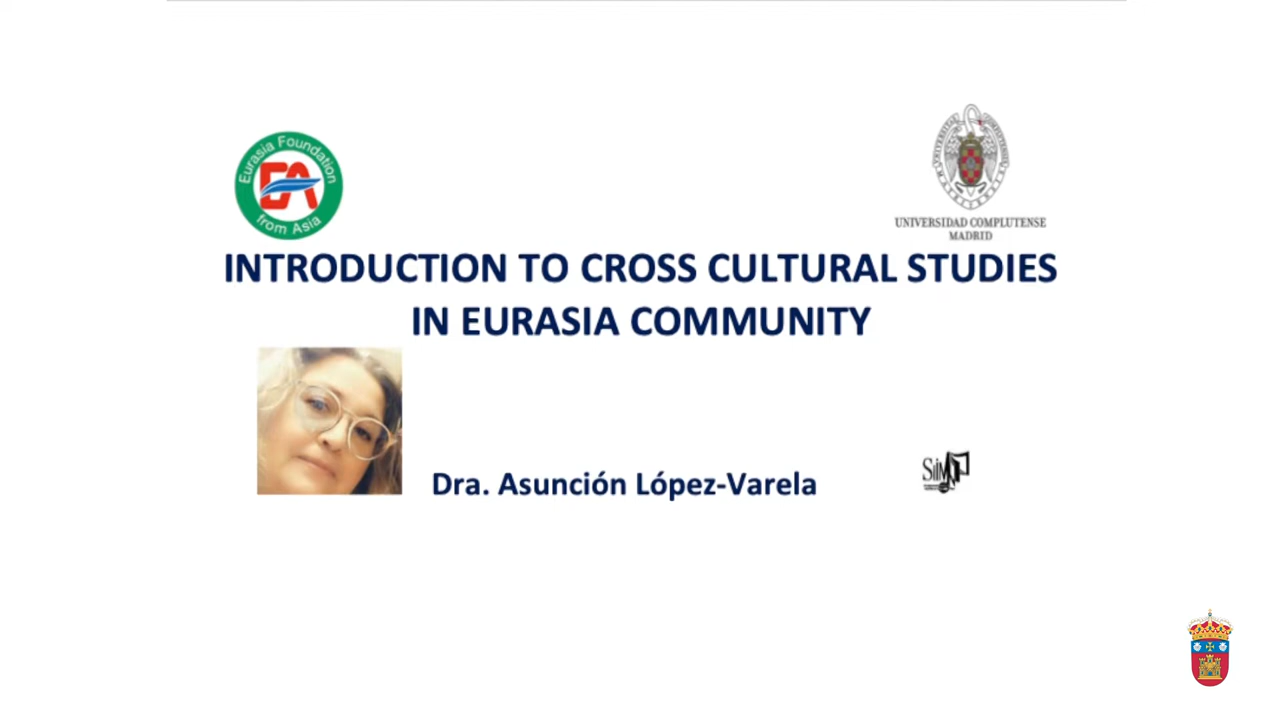 Eurasia Foundation
EA
from Asia
UNIVERSIDAD COMPLUTENSE
MADRID
INTRODUCTION TO CROSS CULTURAL STUDIES
IN EURASIA COMMUNITY
Dra. Asunción López-Varela